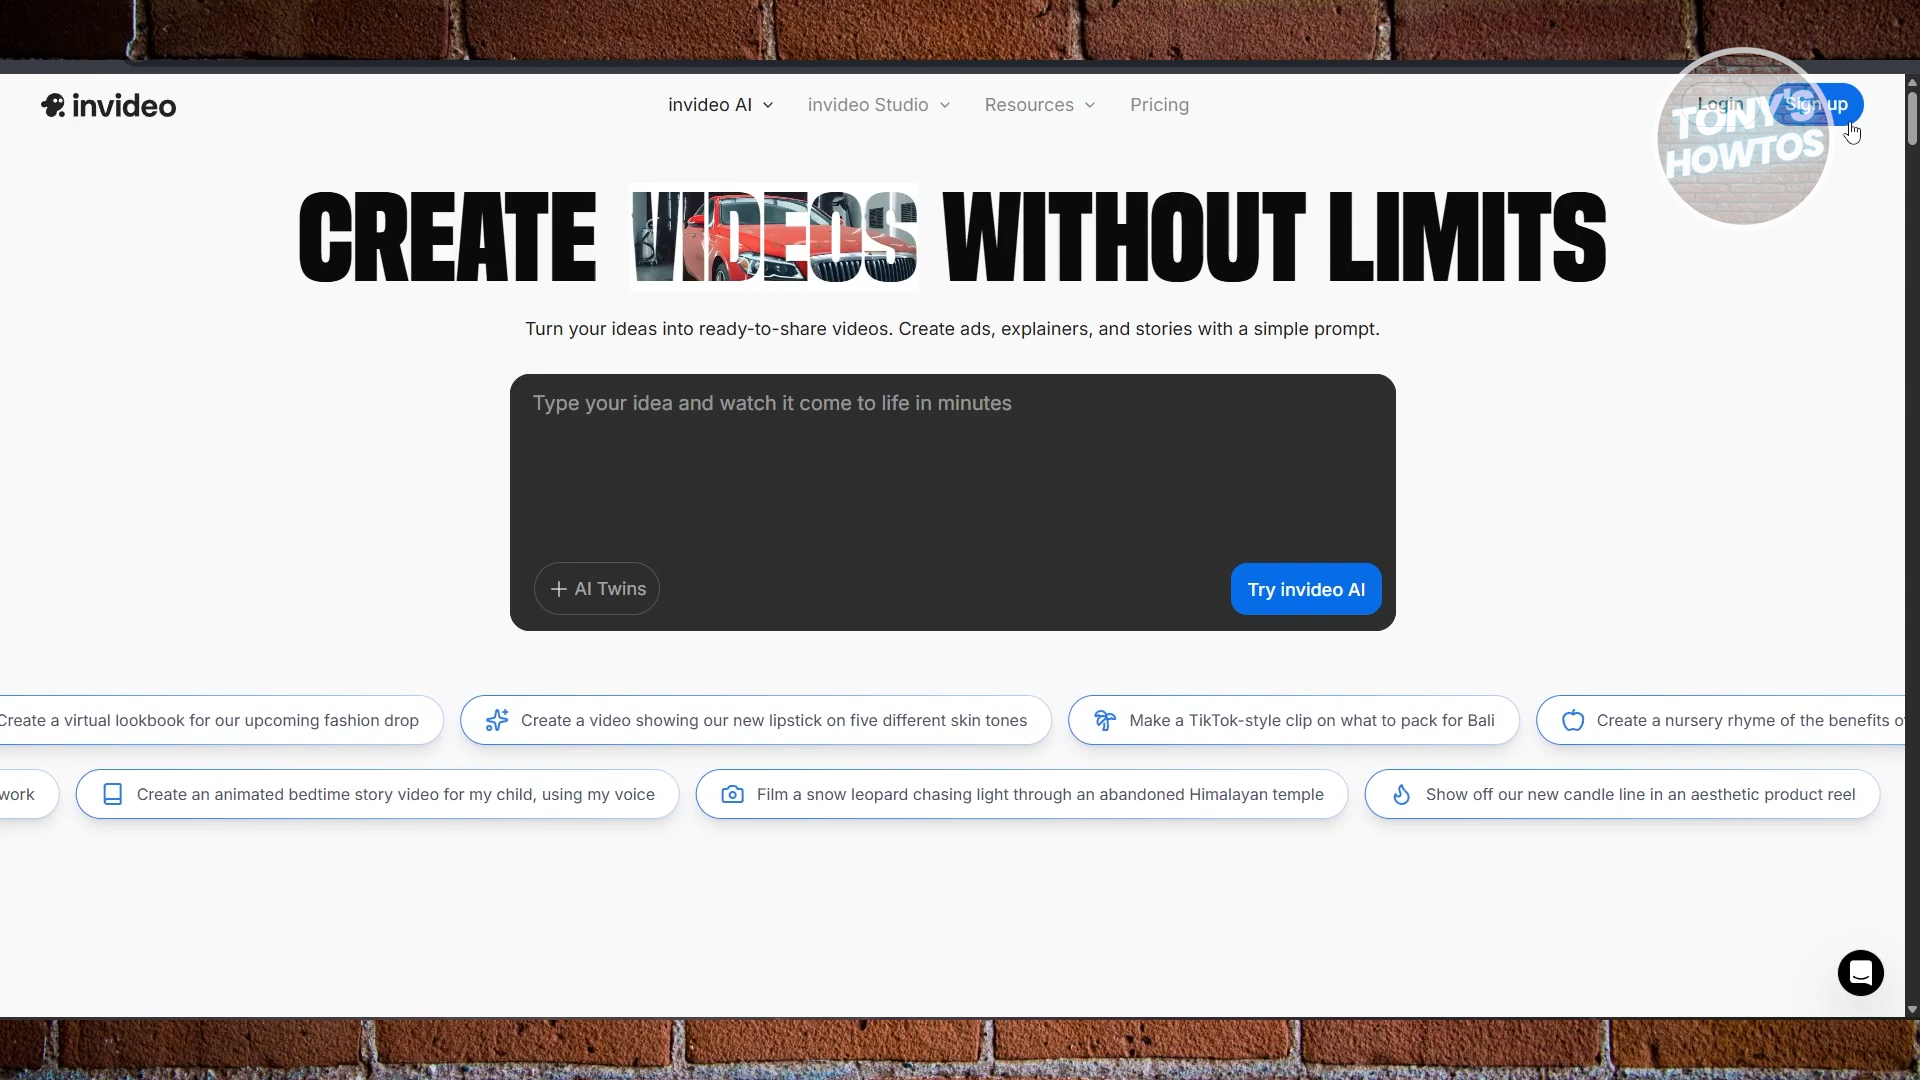 invideo
invideo AI
invideo Studio
Resources
Pricing
Login
Sign up
TONY'S
HOWTOS
CREATE VIDEOS WITHOUT LIMITS
Turn your ideas into ready-to-share videos. Create ads, explainers, and stories with a simple prompt.
Type your idea and watch it come to life in minutes
AI Twins
Try invideo AI
Create a virtual lookbook for our upcoming fashion drop
Create a video showing our new lipstick on five different skin tones
Make a TikTok-style clip on what to pack for Bali
Create a nursery rhyme of the benefits o
work
Create an animated bedtime story video for my child, using my voice
Film a snow leopard chasing light through an abandoned Himalayan temple
Show off our new candle line in an aesthetic product reel